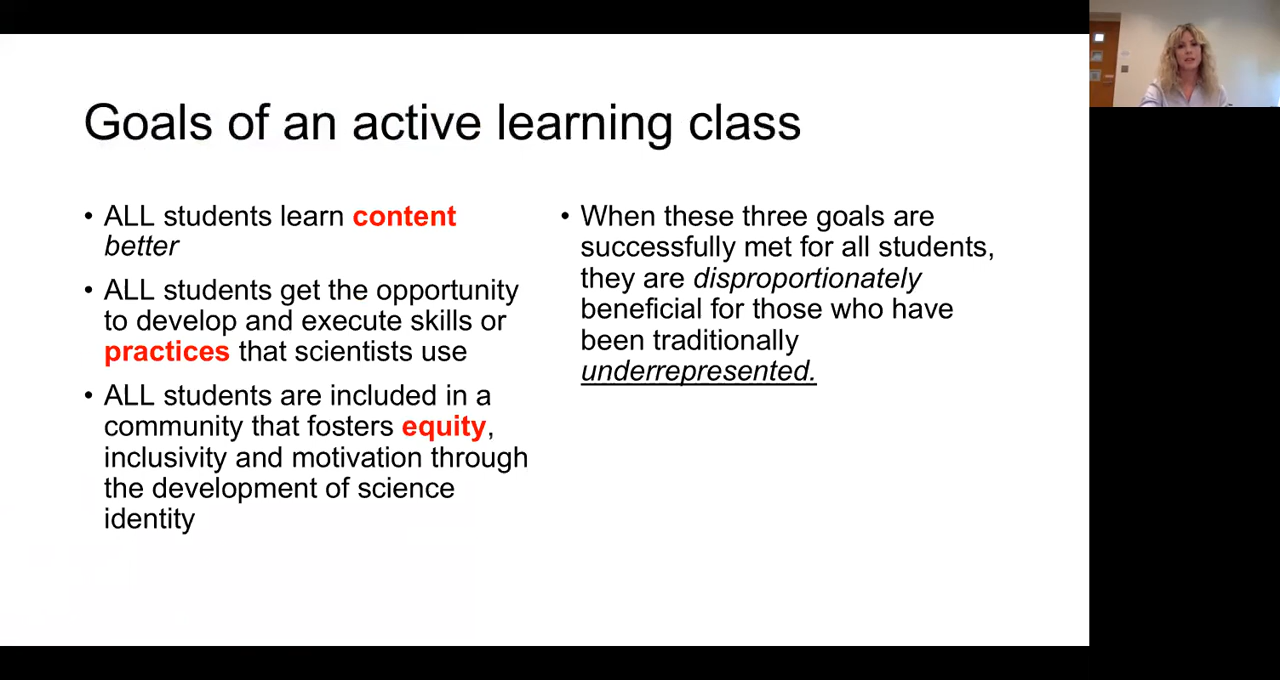 Goals of an active learning class
• ALL students learn content
better
• ALL students get the opportunity
to develop and execute skills or
practices that scientists use
• ALL students are included in a
community that fosters equity,
inclusivity and motivation through
the development of science
identity
• When these three goals are
successfully met for all students,
they are disproportionately
beneficial for those who have
been traditionally
underrepresented.